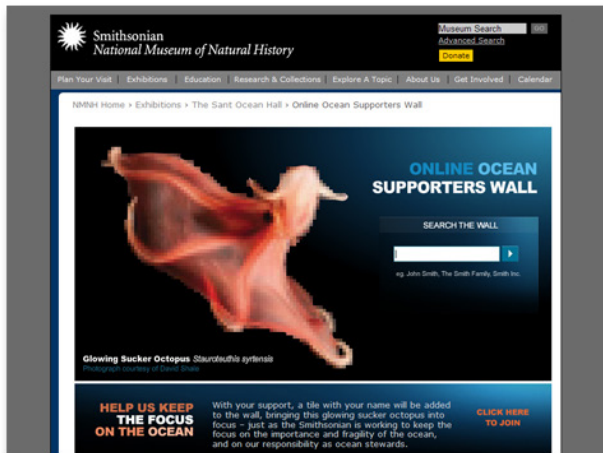 Smithsonian
National Museum of Natural History
Museum Search
GO
Advanced Search
Donate
Plan Your Visit | Exhibitions | Education | Research & Collections | Explore A Topic | About Us | Get Involved | Calendar
NMNH Home › Exhibitions › The Sant Ocean Hall › Online Ocean Supporters Wall
ONLINE OCEAN
SUPPORTERS WALL
SEARCH THE WALL
eg. John Smith, The Smith Family, Smith Inc.
Glowing Sucker Octopus Stauroteuthis syrtensis
Photograph courtesy of David Shale
HELP US KEEP
THE FOCUS
ON THE OCEAN
With your support, a tile with your name will be added
to the wall, bringing this glowing sucker octopus into
focus – just as the Smithsonian is working to keep the
focus on the importance and fragility of the ocean,
and on our responsibility as ocean stewards.
CLICK HERE
TO JOIN